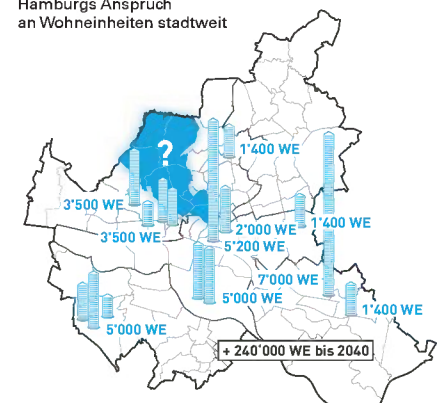 Hamburgs Anspruch
an Wohneinheiten stadtweit
?
1'400 WE
3'500 WE
3'500 WE
2'000 WE
1'400 WE
5'200 WE
7'000 WE
5'000 WE
1'400 WE
5'000 WE
+ 240'000 WE bis 2040